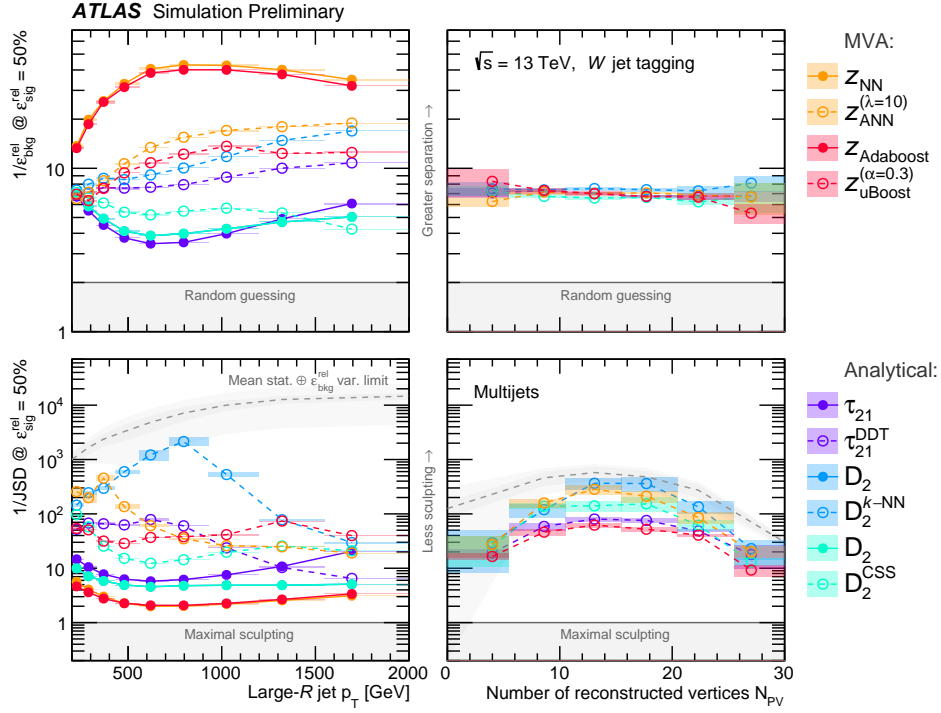 ATLAS Simulation Preliminary
1/ε_bkg^rel @ ε_sig^rel = 50%
10
1
Random guessing
Greater separation →
√s = 13 TeV, W jet tagging
Random guessing
MVA:
z_NN
z_ANN^(λ=10)
z_Adaboost
z_uBoost^(α=0.3)
1/JSD @ ε_sig^rel = 50%
10^4
10^3
10^2
10
1
Mean stat. ⊕ ε_bkg^rel var. limit
Maximal sculpting
500 1000 1500 2000
Large-R jet p_T [GeV]
Less sculpting →
Multijets
Maximal sculpting
0 10 20 30
Number of reconstructed vertices N_PV
Analytical:
τ_21
τ_21^DDT
D_2
D_2^k-NN
D_2
D_2^CSS